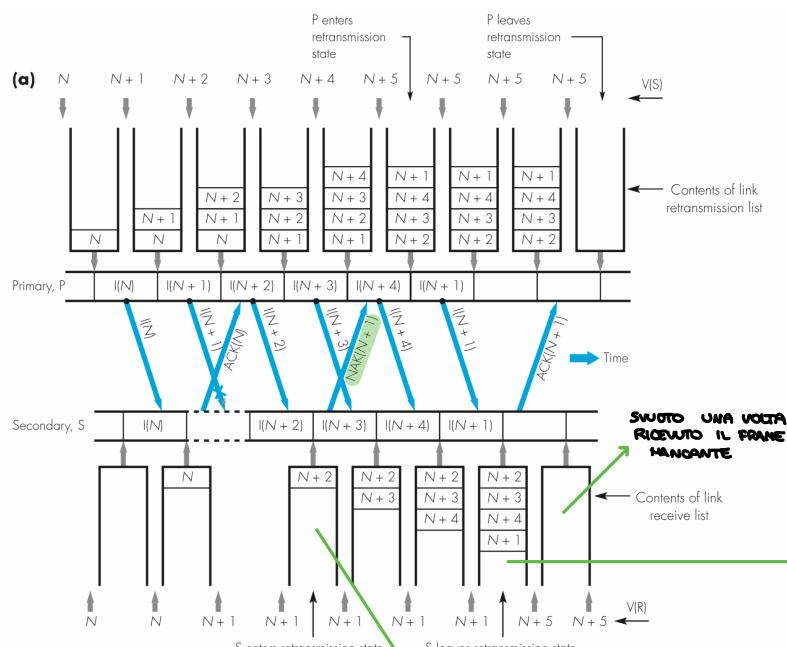 P enters
retransmission
state
P leaves
retransmission
state
(a) N N + 1 N + 2 N + 3 N + 4 N + 5 N + 5 N + 5 N + 5
V(S)
N + 4 N + 1 N + 1 N + 1
N + 2 N + 3 N + 3 N + 4 N + 4 N + 4
N + 1 N + 1 N + 2 N + 2 N + 3 N + 3 N + 3
N N N N + 1 N + 1 N + 2 N + 2 N + 2
Contents of link
retransmission list
Primary, P I(N) I(N + 1) I(N + 2) I(N + 3) I(N + 4) I(N + 1)
I(N) I(N + 1) ACK(N) I(N + 2) I(N + 3) NAK(N + 1) I(N + 4) I(N + 1) ACK(N + 1)
Time
Secondary, S I(N) I(N + 2) I(N + 3) I(N + 4) I(N + 1)
SVUOTO UNA VOLTA
RICEVUTO IL FRAME
MANCANTE
N N + 2 N + 2 N + 2 N + 2
N + 3 N + 3 N + 3
N + 4 N + 4
N + 1
Contents of link
receive list
N N N + 1 N + 1 N + 1 N + 1 N + 5 N + 5
V(R)
S enters retransmission state S leaves retransmission state